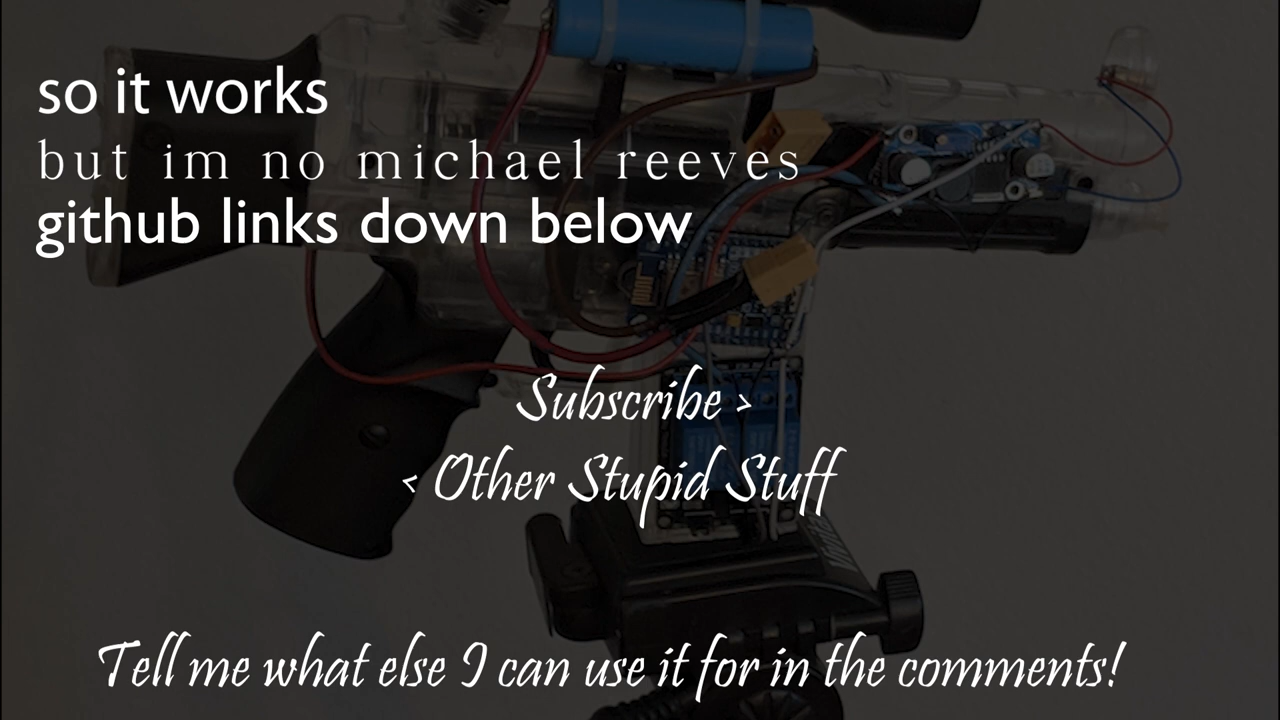 so it works
but im no michael reeves
github links down below
Subscribe >
< Other Stupid Stuff
Tell me what else I can use it for in the comments!